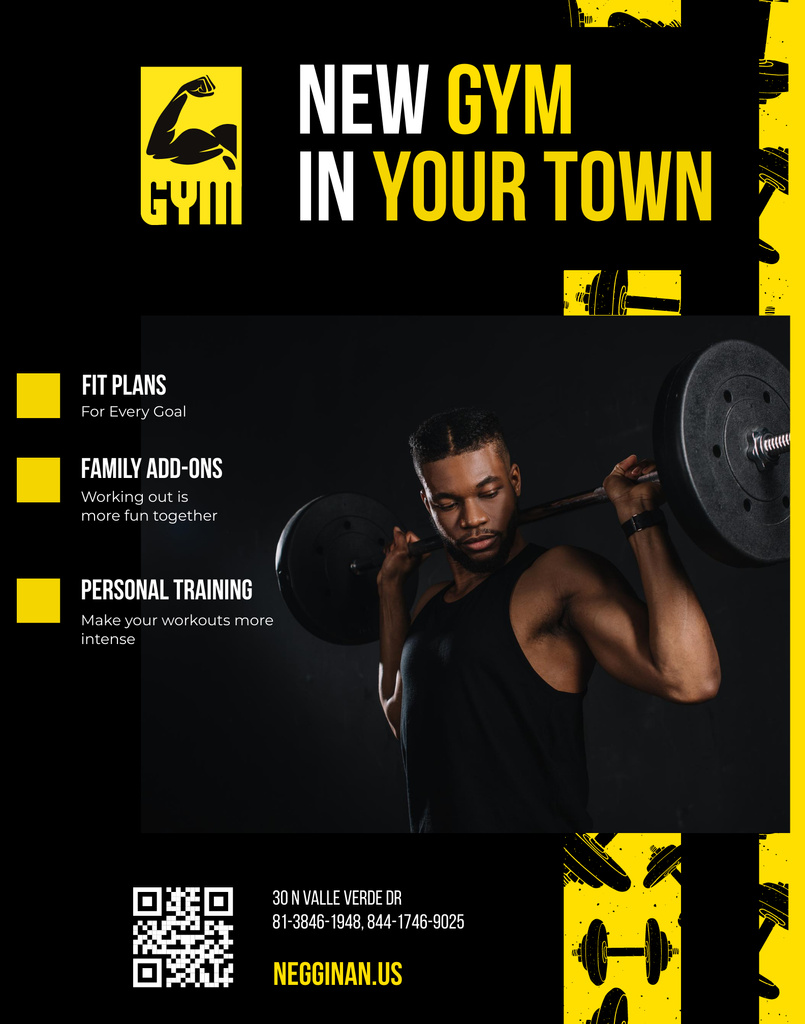 GYM
NEW GYM
IN YOUR TOWN
FIT PLANS
For Every Goal
FAMILY ADD-ONS
Working out is
more fun together
PERSONAL TRAINING
Make your workouts more
intense
30 N VALLE VERDE DR
81-3846-1948, 844-1746-9025
NEGGINAN.US